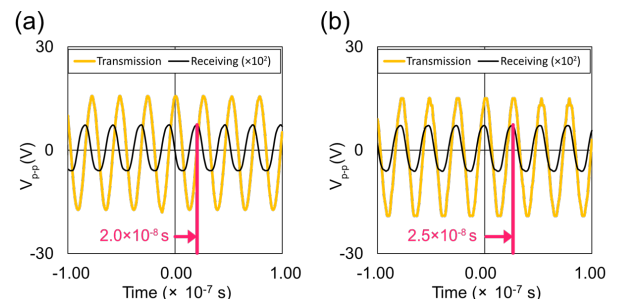 (a)
30
Transmission
Receiving (×10²)
0
V_p-p (V)
2.0×10⁻⁸ s
-30
-1.00
0.00
1.00
Time (× 10⁻⁷ s)
(b)
30
Transmission
Receiving (×10²)
0
V_p-p (V)
2.5×10⁻⁸ s
-30
-1.00
0.00
1.00
Time (× 10⁻⁷ s)